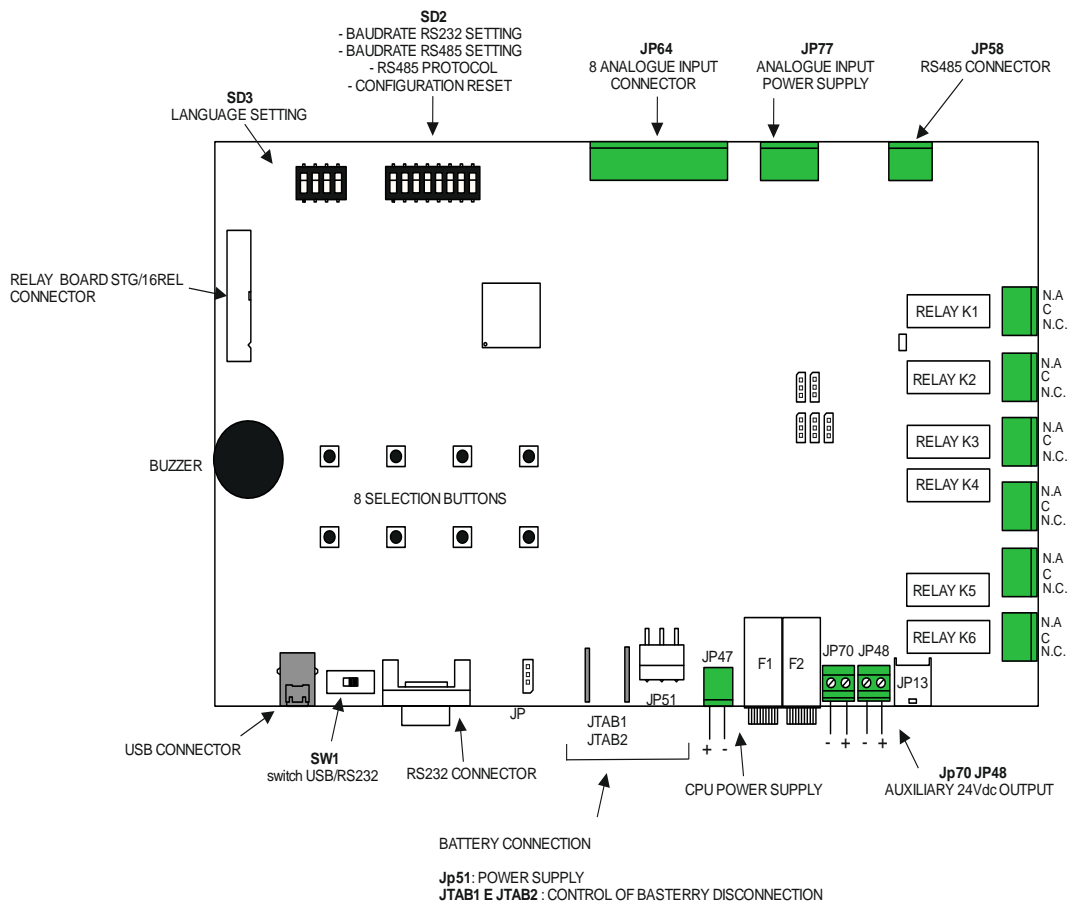 SD2
- BAUDRATE RS232 SETTING
- BAUDRATE RS485 SETTING
- RS485 PROTOCOL
- CONFIGURATION RESET
JP64
8 ANALOGUE INPUT
CONNECTOR
JP77
ANALOGUE INPUT
POWER SUPPLY
JP58
RS485 CONNECTOR
SD3
LANGUAGE SETTING
RELAY BOARD STG/16REL
CONNECTOR
RELAY K1
N.A
C
N.C.
RELAY K2
N.A
C
N.C.
RELAY K3
N.A
C
N.C.
RELAY K4
N.A
C
N.C.
BUZZER
8 SELECTION BUTTONS
RELAY K5
N.A
C
N.C.
RELAY K6
N.A
C
N.C.
JP47
F1
F2
JP70
JP48
JP13
JP51
JP
JTAB1
JTAB2
+ -
- + - +
USB CONNECTOR
SW1
switch USB/RS232
RS232 CONNECTOR
CPU POWER SUPPLY
Jp70 JP48
AUXILIARY 24Vdc OUTPUT
BATTERY CONNECTION
Jp51: POWER SUPPLY
JTAB1 E JTAB2 : CONTROL OF BASTERRY DISCONNECTION